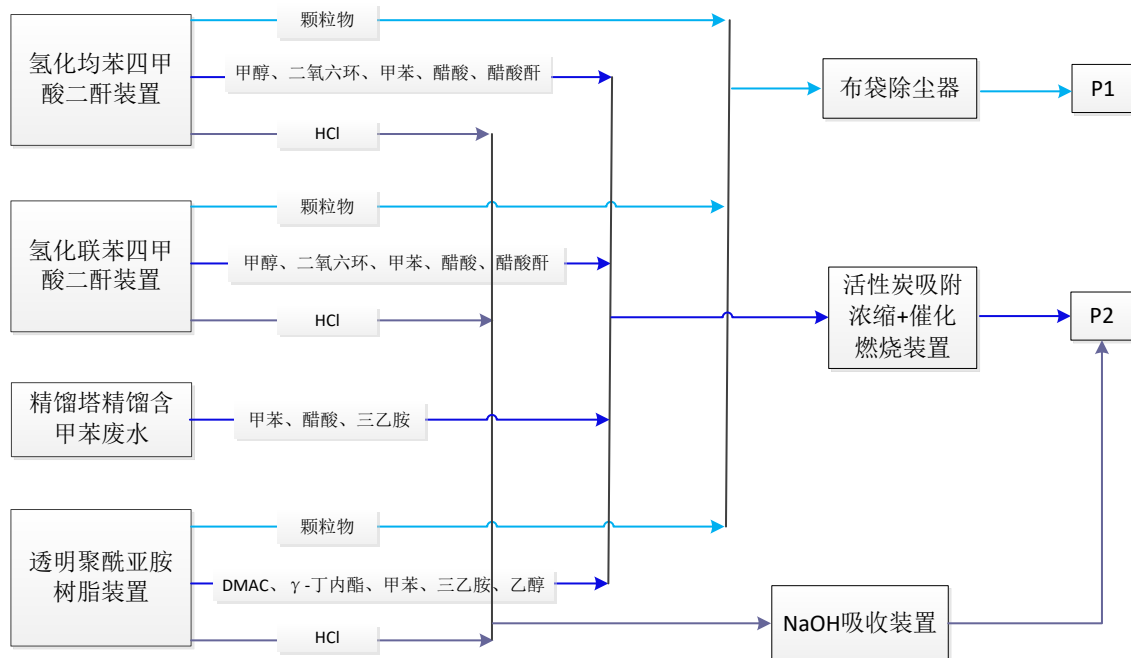 颗粒物
氢化均苯四甲
酸二酐装置
甲醇、二氧六环、甲苯、醋酸、醋酸酐
HCl
布袋除尘器
P1
颗粒物
氢化联苯四甲
酸二酐装置
甲醇、二氧六环、甲苯、醋酸、醋酸酐
HCl
活性炭吸附
浓缩+催化
燃烧装置
P2
精馏塔精馏含
甲苯废水
甲苯、醋酸、三乙胺
颗粒物
透明聚酰亚胺
树脂装置
DMAC、γ-丁内酯、甲苯、三乙胺、乙醇
HCl
NaOH吸收装置